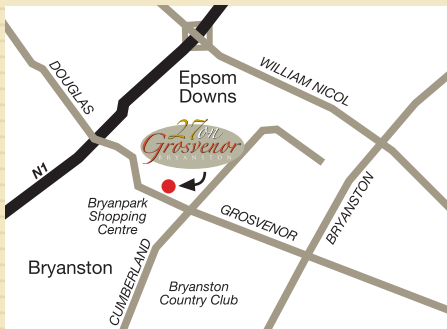 DOUGLAS
WILLIAM NICOL
Epsom
Downs
27on
Grosvenor
BRYANSTON
N1
Bryanpark
Shopping
Centre
GROSVENOR
BRYANSTON
CUMBERLAND
Bryanston
Bryanston
Country Club